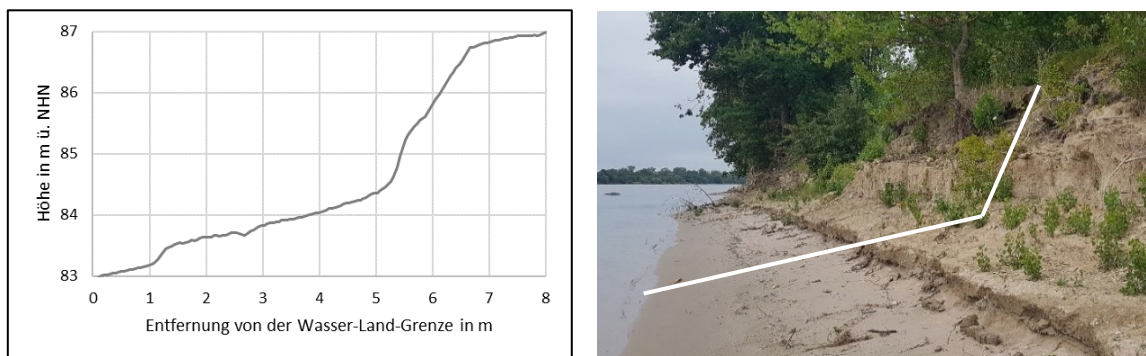 87
86
85
84
83
Höhe in m ü. NHN
0 1 2 3 4 5 6 7 8
Entfernung von der Wasser-Land-Grenze in m